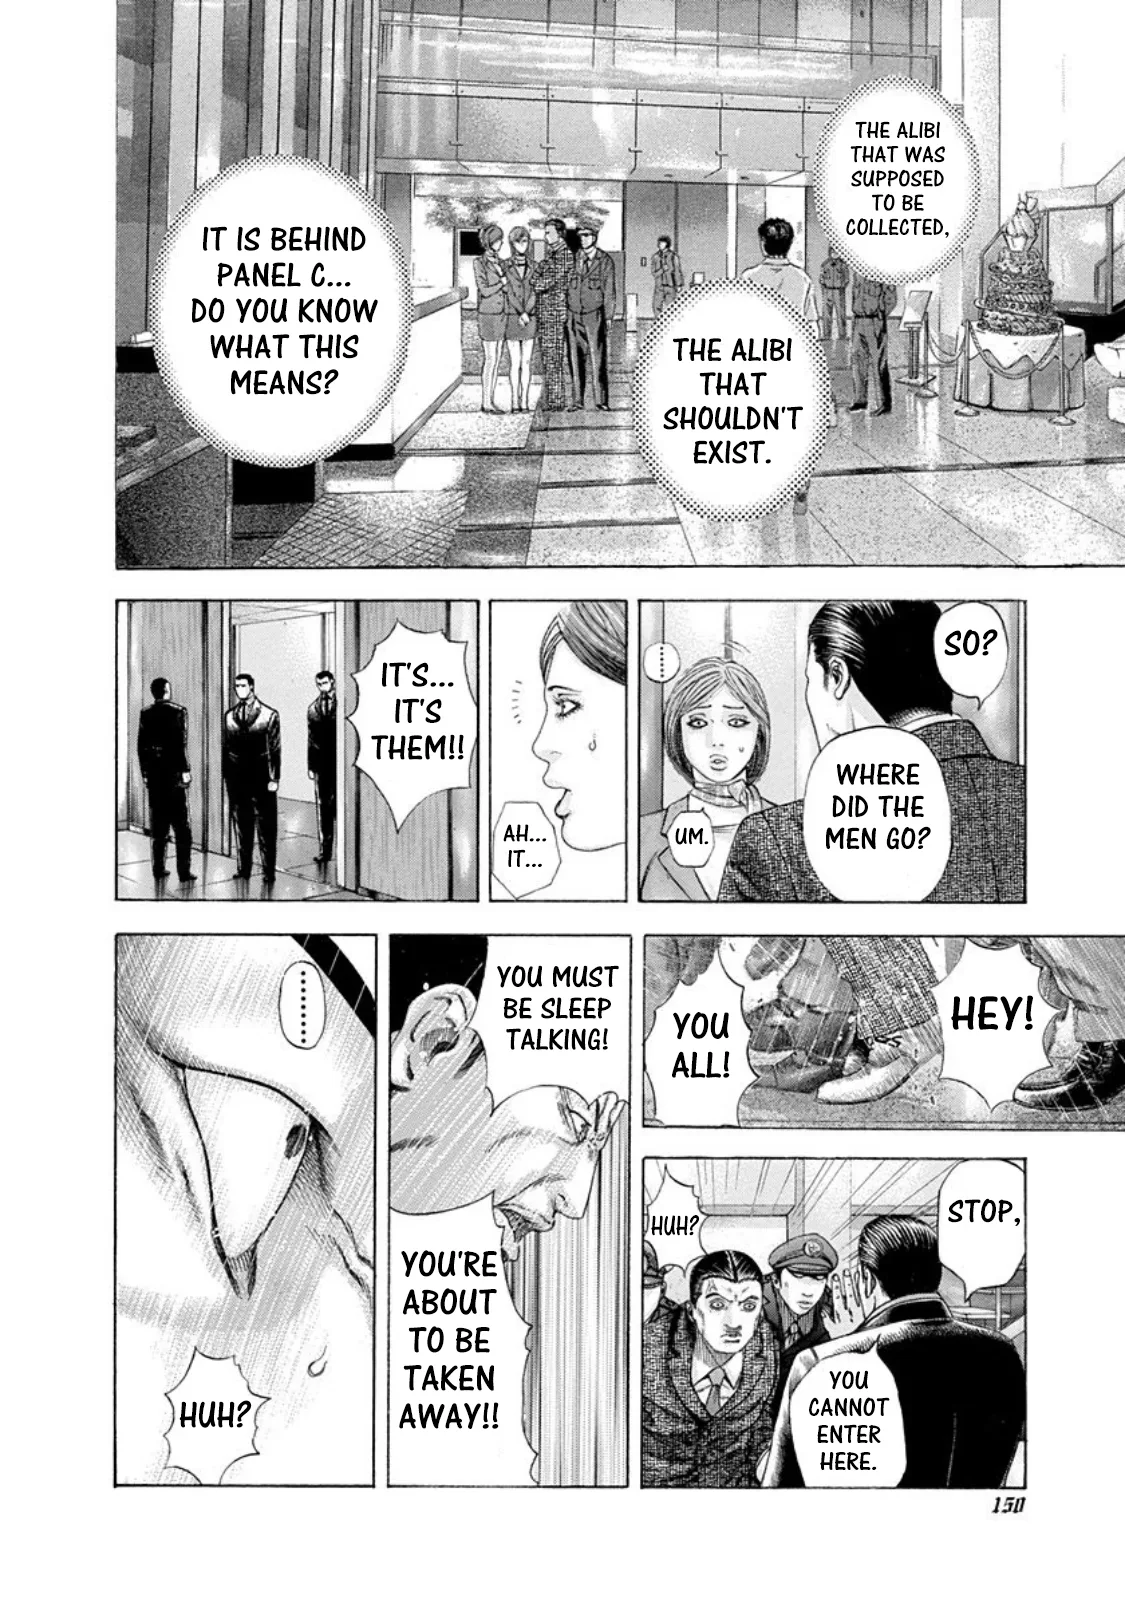 THE ALIBI
THAT WAS
SUPPOSED
TO BE
COLLECTED,
THE ALIBI
THAT
SHOULDN'T
EXIST.
IT IS BEHIND
PANEL C...
DO YOU KNOW
WHAT THIS
MEANS?
SO?
WHERE
DID THE
MEN GO?
......
UM.
AH...
IT...
IT'S...
IT'S
THEM!!
HEY!
YOU
ALL!
STOP,
HUH?
YOU
CANNOT
ENTER
HERE.
YOU MUST
BE SLEEP
TALKING!
YOU'RE
ABOUT
TO BE
TAKEN
AWAY!!
.........
HUH?
150